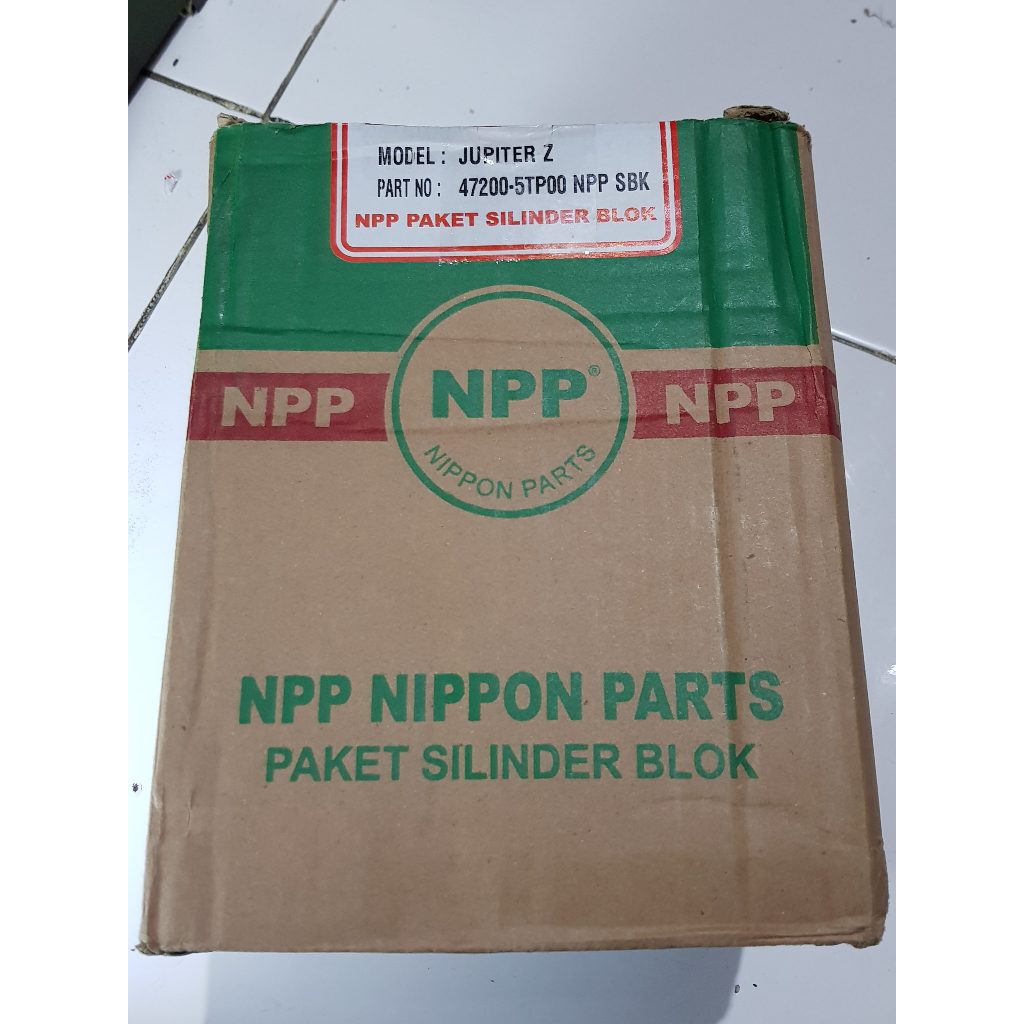 MODEL : JUPITER Z
PART NO : 47200-5TP00 NPP SBK
NPP PAKET SILINDER BLOK
NPP NPP® NPP
NIPPON PARTS
NPP NIPPON PARTS
PAKET SILINDER BLOK